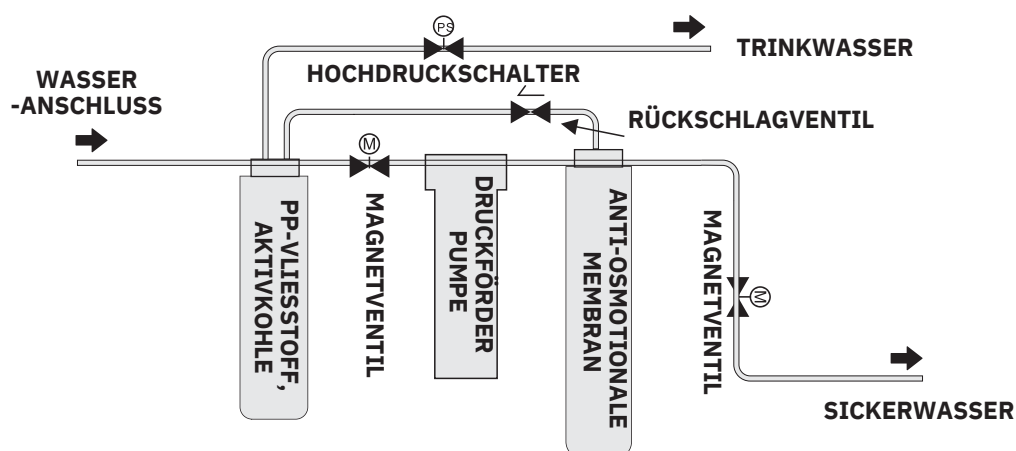 PS
TRINKWASSER
HOCHDRUCKSCHALTER
WASSER
-ANSCHLUSS
RÜCKSCHLAGVENTIL
M
PP-VLIESSTOFF,
AKTIVKOHLE
MAGNETVENTIL
DRUCKFÖRDER
PUMPE
ANTI-OSMOTIONALE
MEMBRAN
MAGNETVENTIL
M
SICKERWASSER